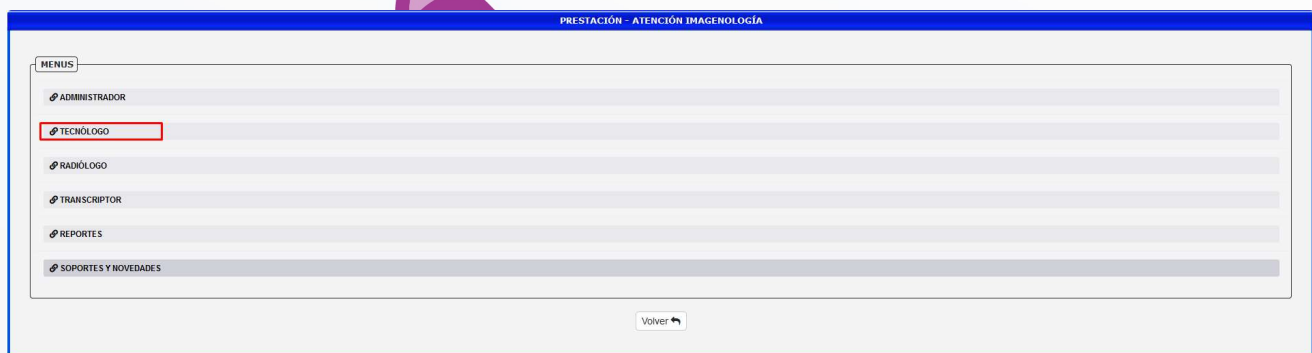 PRESTACIÓN - ATENCIÓN IMAGENOLOGÍA
MENUS
ADMINISTRADOR
TECNÓLOGO
RADIÓLOGO
TRANSCRIPTOR
REPORTES
SOPORTES Y NOVEDADES
Volver